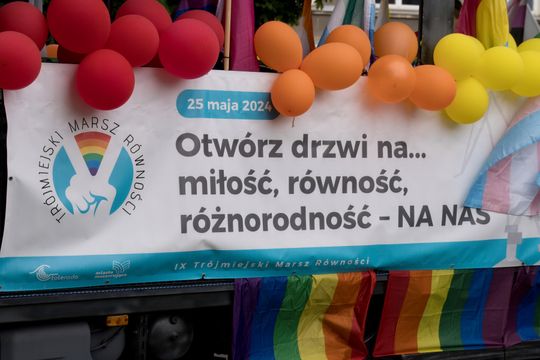 25 maja 2024
TRÓJMIEJSKI MARSZ RÓWNOŚCI
Otwórz drzwi na...
miłość, równość,
różnorodność - NA NAS
IX Trójmiejski Marsz Równości